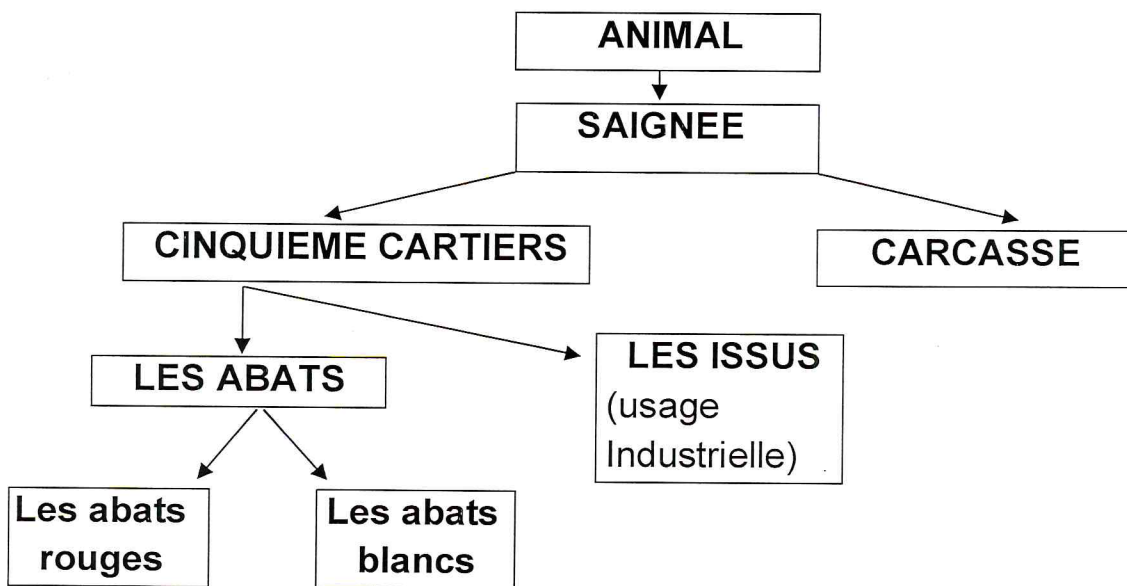 ANIMAL
SAIGNEE
CINQUIEME CARTIERS
CARCASSE
LES ABATS
LES ISSUS
(usage
Industrielle)
Les abats
rouges
Les abats
blancs